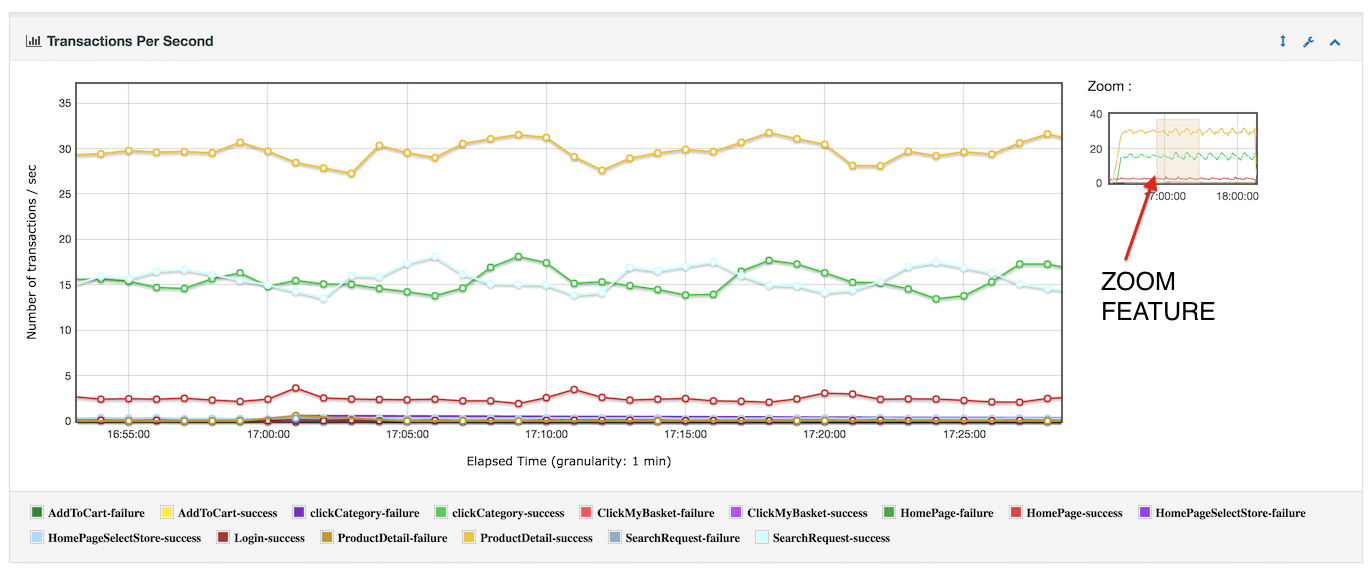 Transactions Per Second
Zoom :
Number of transactions / sec
35
30
25
20
15
10
5
0
16:55:00 17:00:00 17:05:00 17:10:00 17:15:00 17:20:00 17:25:00
Elapsed Time (granularity: 1 min)
40
20
0
17:00:00 18:00:00
ZOOM
FEATURE
AddToCart-failure AddToCart-success clickCategory-failure clickCategory-success ClickMyBasket-failure ClickMyBasket-success HomePage-failure HomePage-success HomePageSelectStore-failure
HomePageSelectStore-success Login-success ProductDetail-failure ProductDetail-success SearchRequest-failure SearchRequest-success